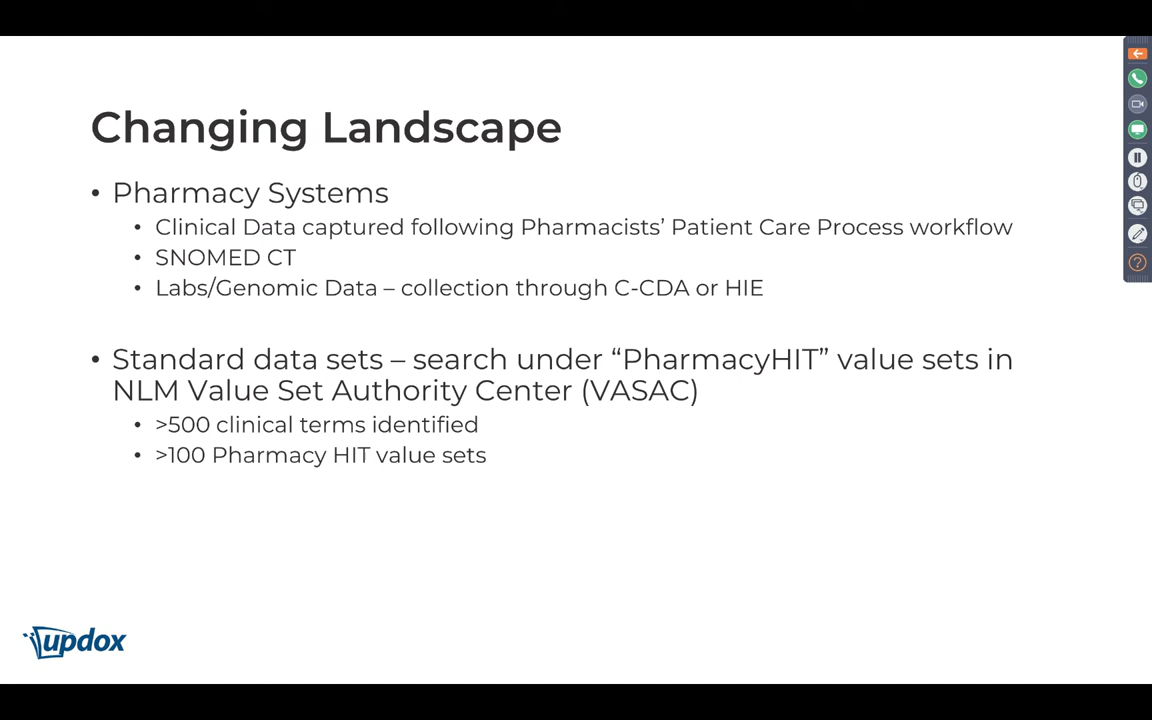 Changing Landscape
• Pharmacy Systems
• Clinical Data captured following Pharmacists’ Patient Care Process workflow
• SNOMED CT
• Labs/Genomic Data – collection through C-CDA or HIE
• Standard data sets – search under “PharmacyHIT” value sets in
NLM Value Set Authority Center (VASAC)
• >500 clinical terms identified
• >100 Pharmacy HIT value sets
updox
?